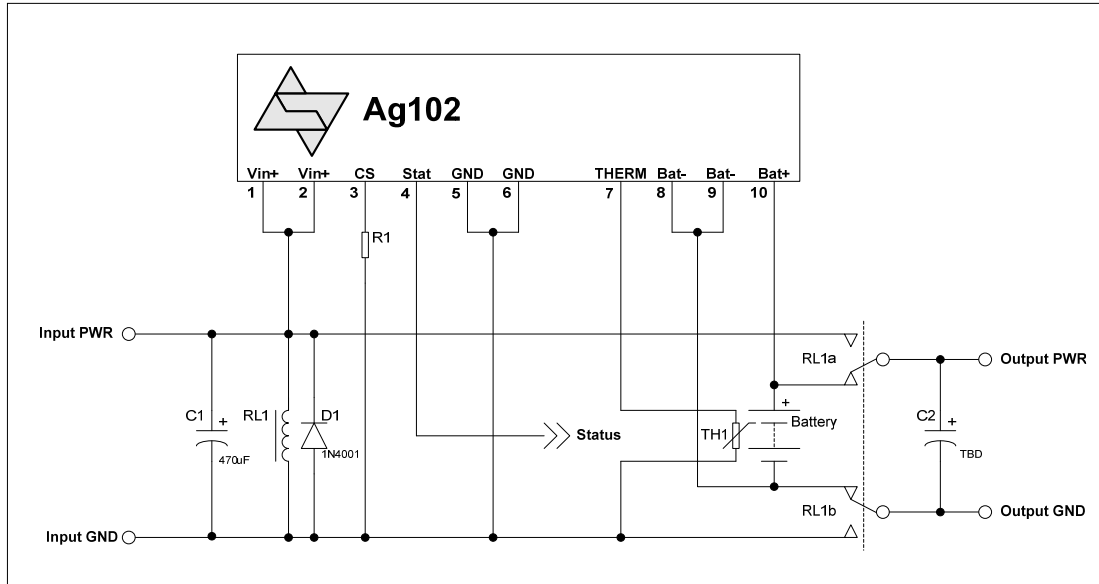 Ag102
Vin+ Vin+ CS Stat GND GND THERM Bat- Bat- Bat+
1 2 3 4 5 6 7 8 9 10
R1
Input PWR
RL1a
Output PWR
C1 +
RL1
D1
470uF
1N4001
Status
TH1
+
Battery
C2 +
TBD
RL1b
Input GND
Output GND